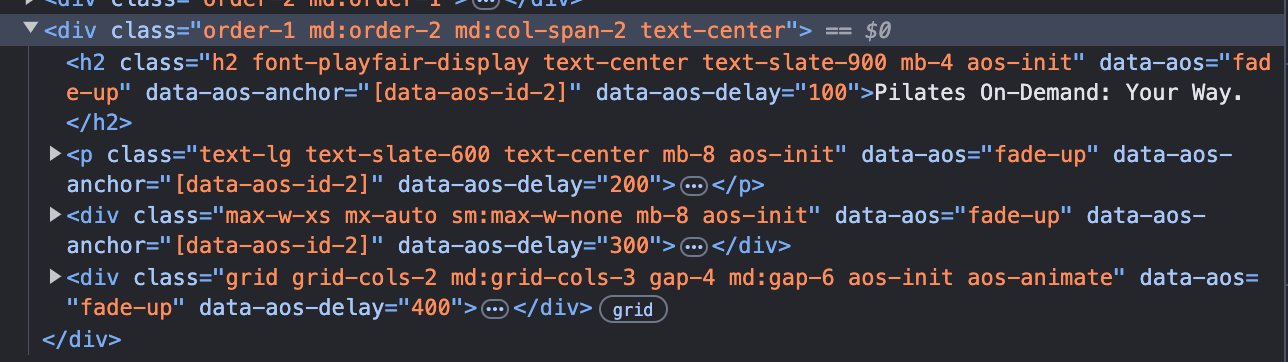 <div class="order-2 md:order-1 ">…</div>
<div class="order-1 md:order-2 md:col-span-2 text-center"> == $0
<h2 class="h2 font-playfair-display text-center text-slate-900 mb-4 aos-init" data-aos="fad
e-up" data-aos-anchor="[data-aos-id-2]" data-aos-delay="100">Pilates On-Demand: Your Way.
</h2>
<p class="text-lg text-slate-600 text-center mb-8 aos-init" data-aos="fade-up" data-aos-
anchor="[data-aos-id-2]" data-aos-delay="200">…</p>
<div class="max-w-xs mx-auto sm:max-w-none mb-8 aos-init" data-aos="fade-up" data-aos-
anchor="[data-aos-id-2]" data-aos-delay="300">…</div>
<div class="grid grid-cols-2 md:grid-cols-3 gap-4 md:gap-6 aos-init aos-animate" data-aos=
"fade-up" data-aos-delay="400">…</div> grid
</div>